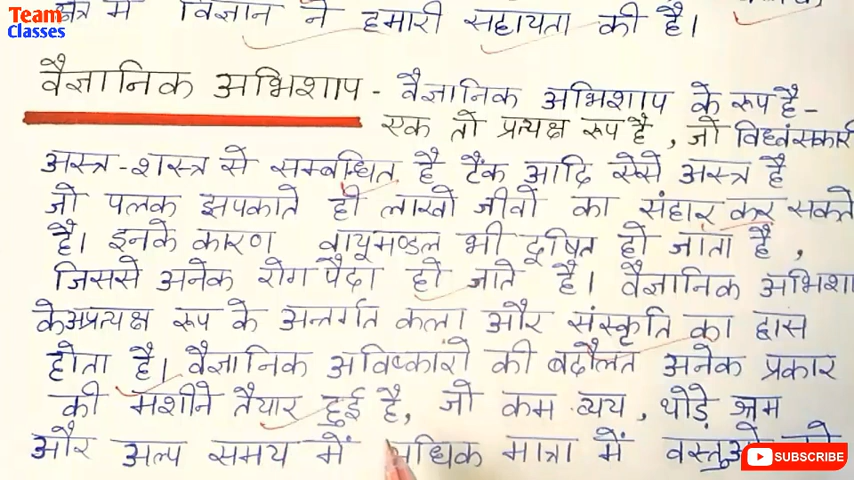 Team
Classes
में विज्ञान ने हमारी सहायता की है।
वैज्ञानिक अभिशाप - वैज्ञानिक अभिशाप के रूप है -
एक तो प्रत्यक्ष रूप है , जो विध्वंसकारी
अस्त्र-शस्त्र से सम्बन्धित है टैंक आदि ऐसे अस्त्र है
जो पलक झपकाते ही लाखो जीवों का संहार कर सकते
है। इनके कारण वायुमण्डल भी दूषित हो जाता है ,
जिससे अनेक रोग पैदा हो जाते है। वैज्ञानिक अभिशा
के अप्रत्यक्ष रूप के अन्तर्गत कला और संस्कृति का ह्रास
होता है। वैज्ञानिक अविष्कारो की बदौलत अनेक प्रकार
की मशीने तैयार हुई है, जो कम व्यय , थोड़े श्रम
और अल्प समय में अधिक मात्रा में
SUBSCRIBE